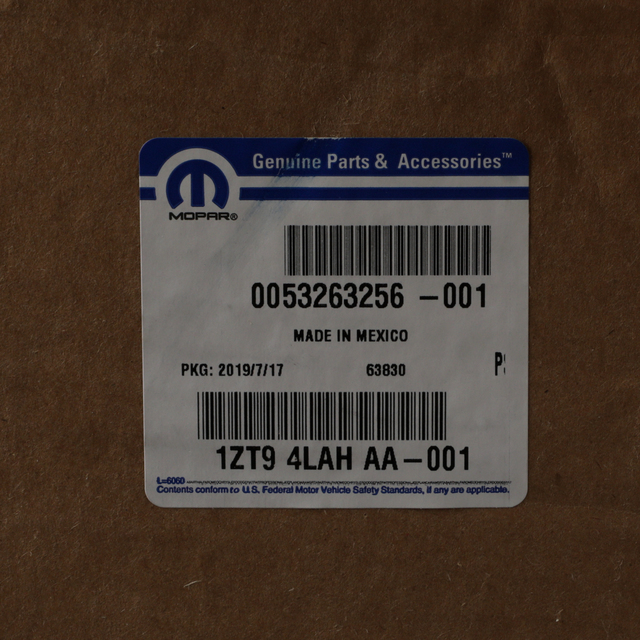 Genuine Parts & Accessories™
MOPAR®
0053263256 –001
MADE IN MEXICO
PKG: 2019/7/17 63830
1ZT9 4LAH AA–001
L=6060
Contents conform to U.S. Federal Motor Vehicle Safety Standards, if any are applicable.